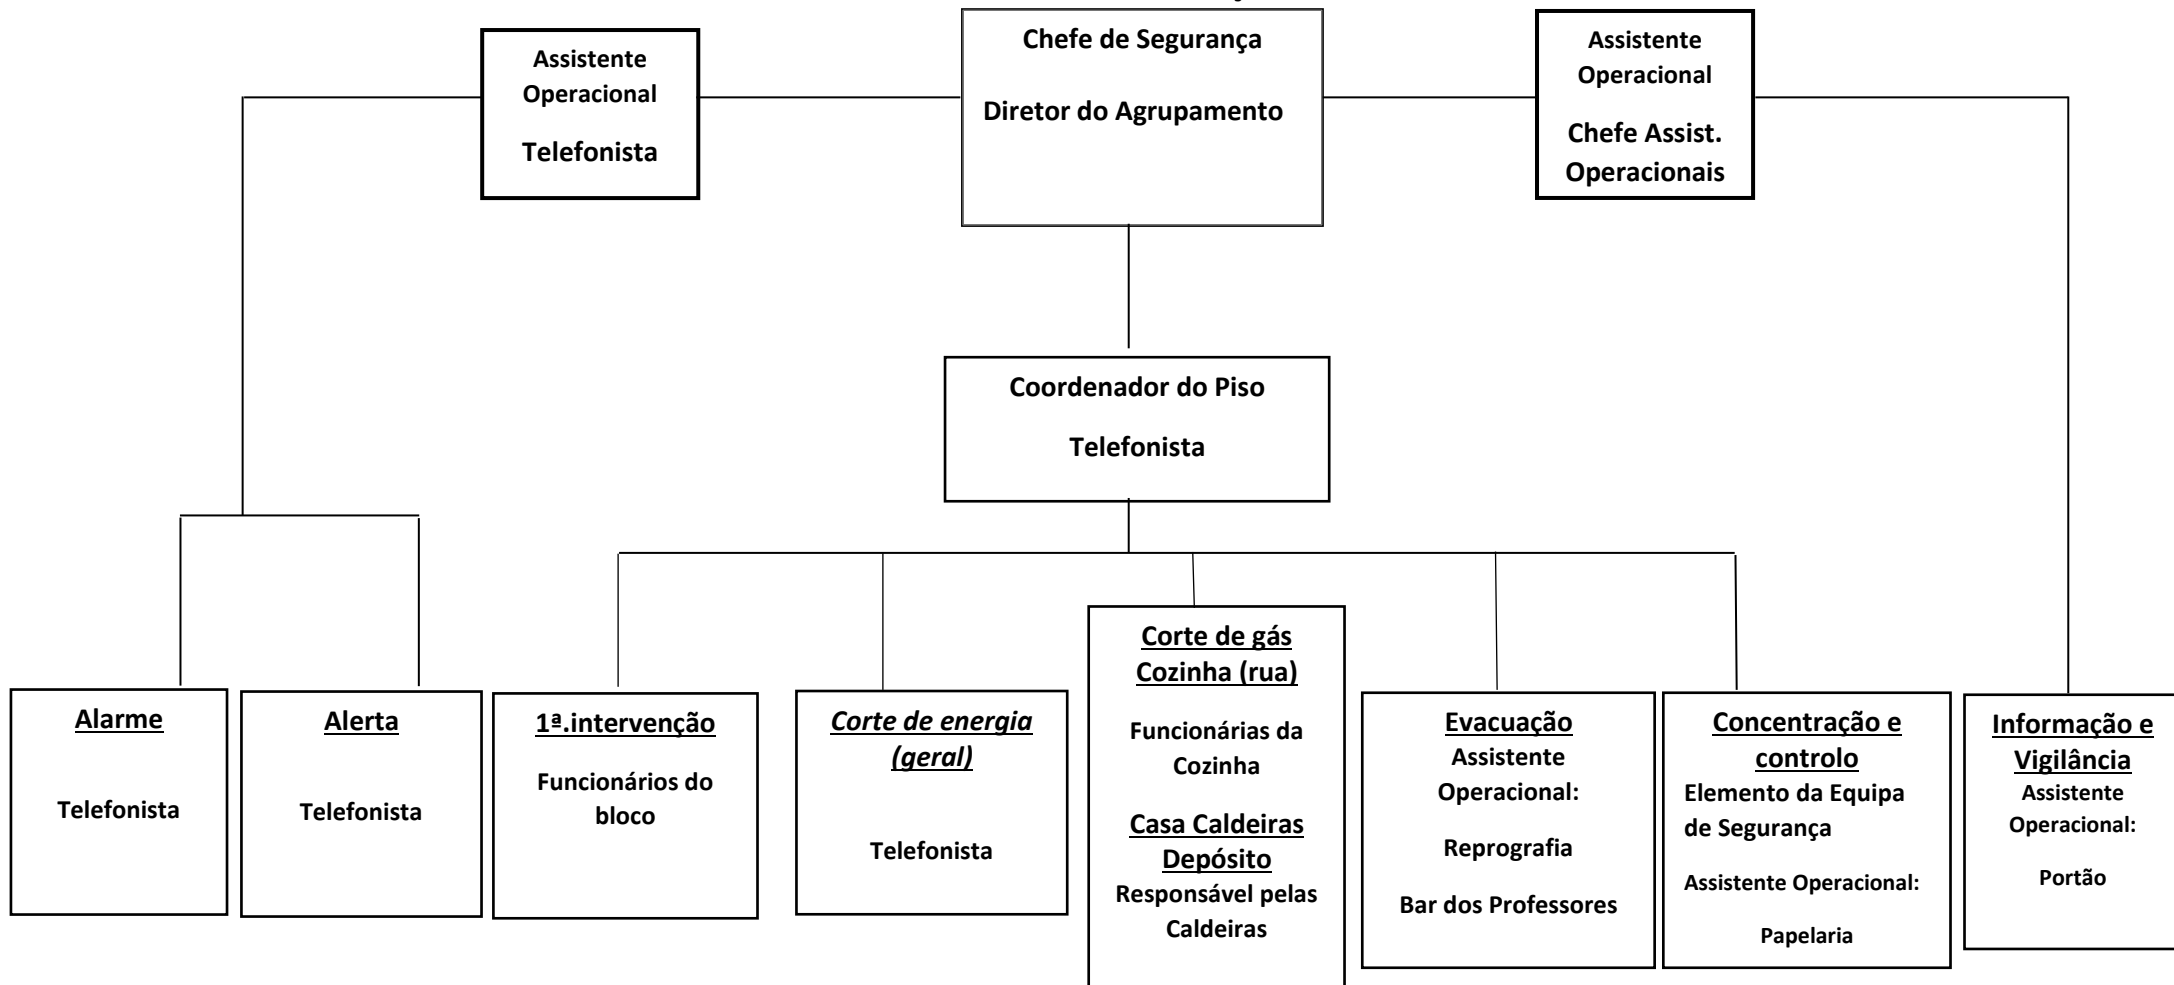 Assistente
Operacional
Telefonista
Chefe de Segurança
Diretor do Agrupamento
Assistente
Operacional
Chefe Assist.
Operacionais
Coordenador do Piso
Telefonista
Alarme
Telefonista
Alerta
Telefonista
1ª.intervenção
Funcionários do
bloco
Corte de energia
(geral)
Telefonista
Corte de gás
Cozinha (rua)
Funcionárias da
Cozinha
Casa Caldeiras
Depósito
Responsável pelas
Caldeiras
Evacuação
Assistente
Operacional:
Reprografia
Bar dos Professores
Concentração e
controlo
Elemento da Equipa
de Segurança
Assistente Operacional:
Papelaria
Informação e
Vigilância
Assistente
Operacional:
Portão